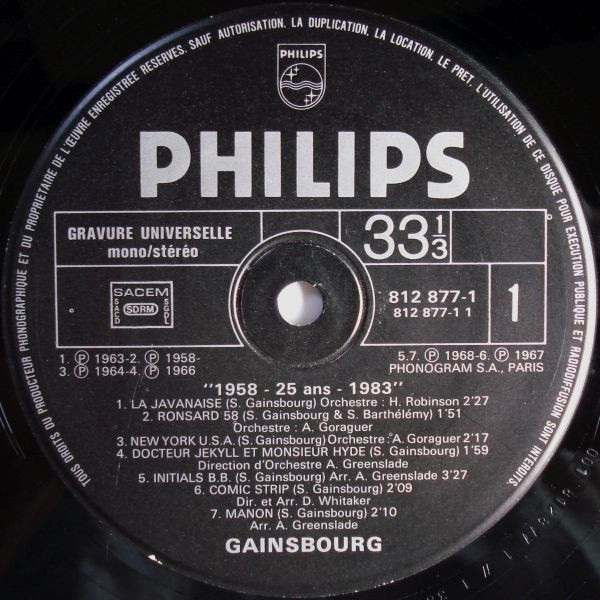 TOUS DROITS DU PRODUCTEUR PHONOGRAPHIQUE ET DU PROPRIETAIRE DE L'ŒUVRE ENREGISTREE RESERVES. SAUF AUTORISATION, LA DUPLICATION, LA LOCATION, LE PRET, L'UTILISATION DE CE DISQUE POUR EXECUTION PUBLIQUE ET RADIODIFFUSION SONT INTERDITS.
PHILIPS
PHILIPS
GRAVURE UNIVERSELLE
mono/stéréo
33 1/3
SACEM
SACD
SDRM
SGDL
812 877-1
812 877-1 1
1
1. ℗ 1963-2. ℗ 1958-
3. ℗ 1964-4. ℗ 1966
5.7. ℗ 1968-6. ℗ 1967
PHONOGRAM S.A., PARIS
"1958 - 25 ans - 1983"
1. LA JAVANAISE (S. Gainsbourg) Orchestre : H. Robinson 2'27
2. RONSARD 58 (S. Gainsbourg & S. Barthélémy) 1'51
Orchestre : A. Goraguer
3. NEW YORK U.S.A. (S. Gainsbourg) Orchestre : A. Goraguer 2'17
4. DOCTEUR JEKYLL ET MONSIEUR HYDE (S. Gainsbourg) 1'59
Direction d'Orchestre A. Greenslade
5. INITIALS B.B. (S. Gainsbourg) Arr. A. Greenslade 3'27
6. COMIC STRIP (S. Gainsbourg) 2'09
Dir. et Arr. D. Whitaker
7. MANON (S. Gainsbourg) 2'10
Arr. A. Greenslade
GAINSBOURG